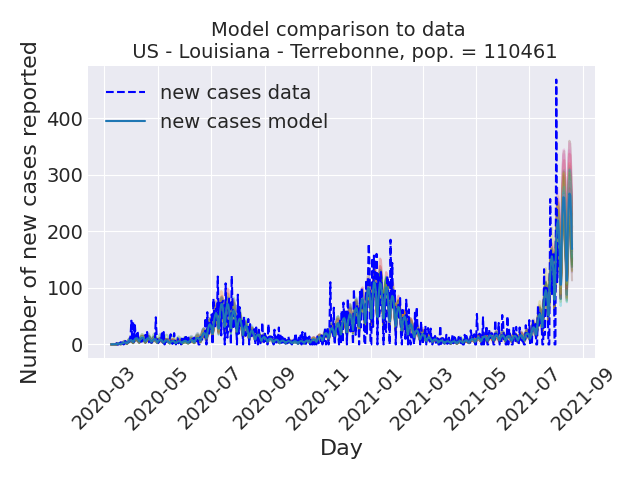 Model comparison to data
US - Louisiana - Terrebonne, pop. = 110461
Number of new cases reported
new cases data
new cases model
400
300
200
100
0
2020-03
2020-05
2020-07
2020-09
2020-11
2021-01
2021-03
2021-05
2021-07
2021-09
Day